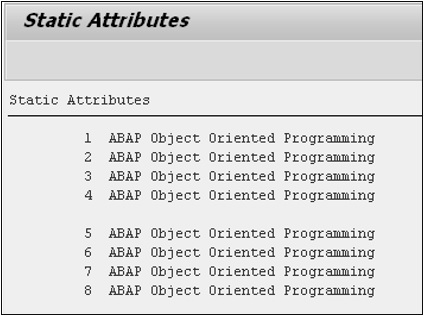 Static Attributes
Static Attributes
1 ABAP Object Oriented Programming
2 ABAP Object Oriented Programming
3 ABAP Object Oriented Programming
4 ABAP Object Oriented Programming
5 ABAP Object Oriented Programming
6 ABAP Object Oriented Programming
7 ABAP Object Oriented Programming
8 ABAP Object Oriented Programming